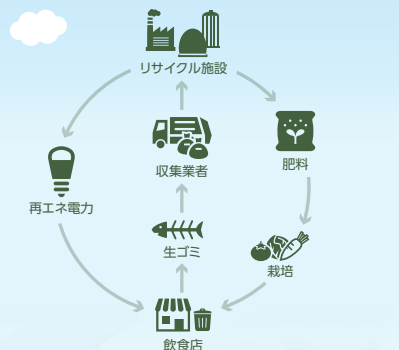 リサイクル施設
収集業者
肥料
再エネ電力
生ゴミ
栽培
飲食店